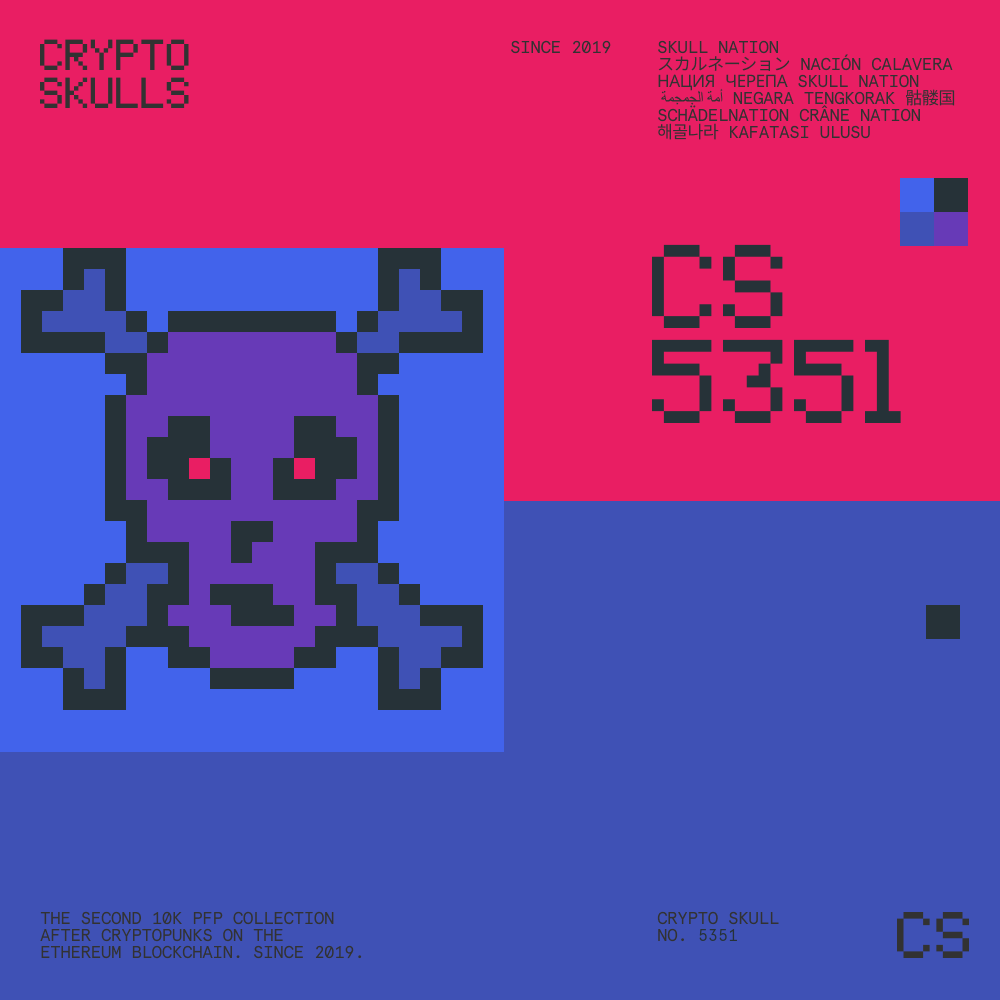 CRYPTO
SKULLS
SINCE 2019
SKULL NATION
スカルネーション NACIÓN CALAVERA
НАЦИЯ ЧЕРЕПА SKULL NATION
أمة الجمجمة NEGARA TENGKORAK 骷髅国
SCHÄDELNATION CRÂNE NATION
해골나라 KAFATASI ULUSU
CS
5351
THE SECOND 10K PFP COLLECTION
AFTER CRYPTOPUNKS ON THE
ETHEREUM BLOCKCHAIN. SINCE 2019.
CRYPTO SKULL
NO. 5351
CS